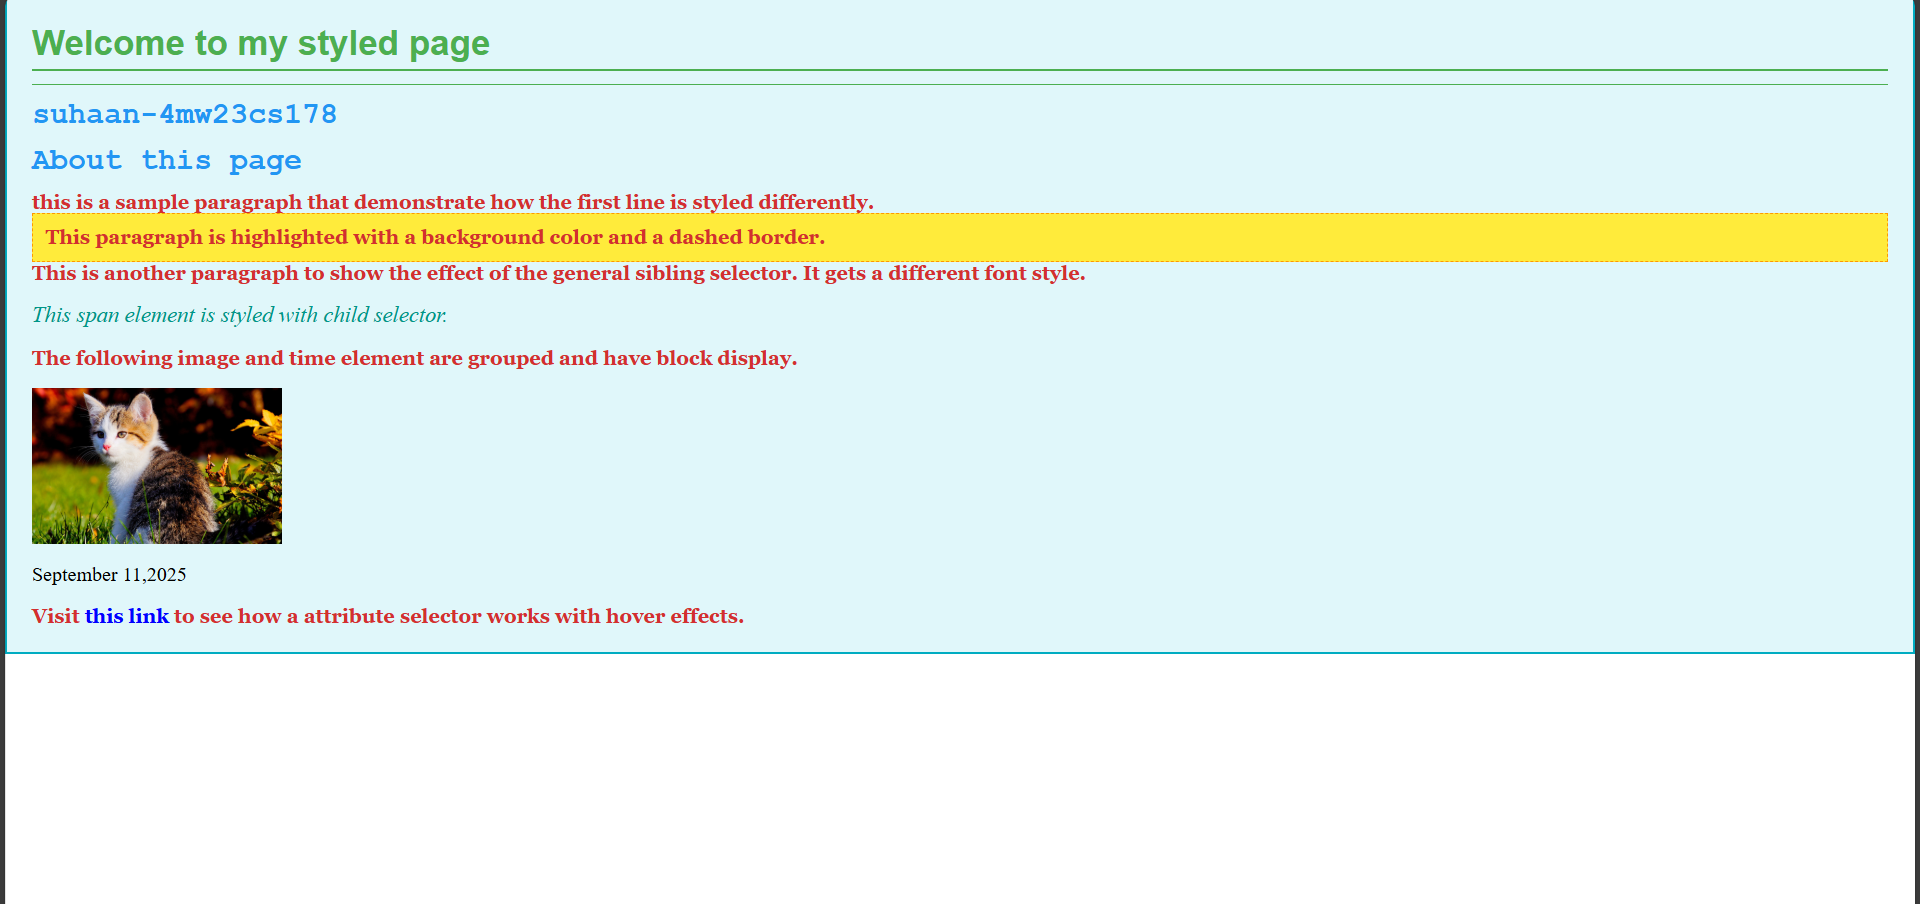 Welcome to my styled page
suhaan-4mw23cs178
About this page
this is a sample paragraph that demonstrate how the first line is styled differently.
This paragraph is highlighted with a background color and a dashed border.
This is another paragraph to show the effect of the general sibling selector. It gets a different font style.
This span element is styled with child selector.
The following image and time element are grouped and have block display.
September 11,2025
Visit this link to see how a attribute selector works with hover effects.